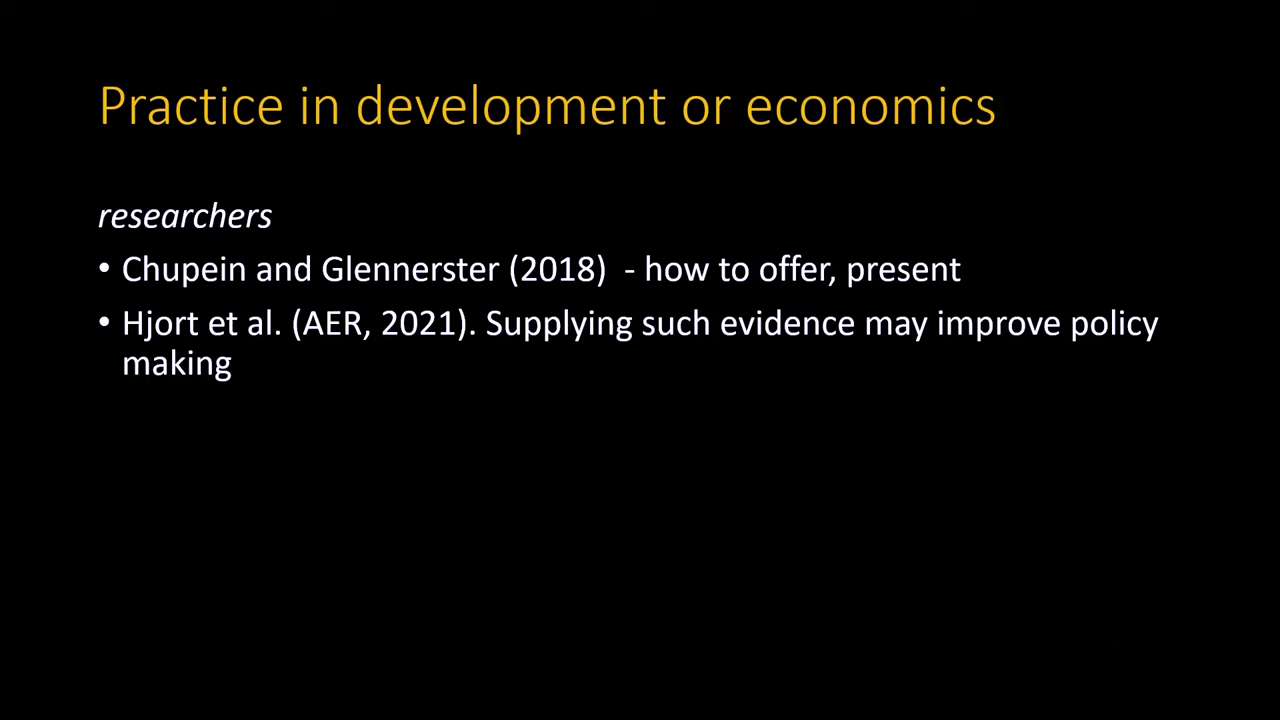 Practice in development or economics
researchers
• Chupein and Glennerster (2018)  - how to offer, present
• Hjort et al. (AER, 2021). Supplying such evidence may improve policy
making